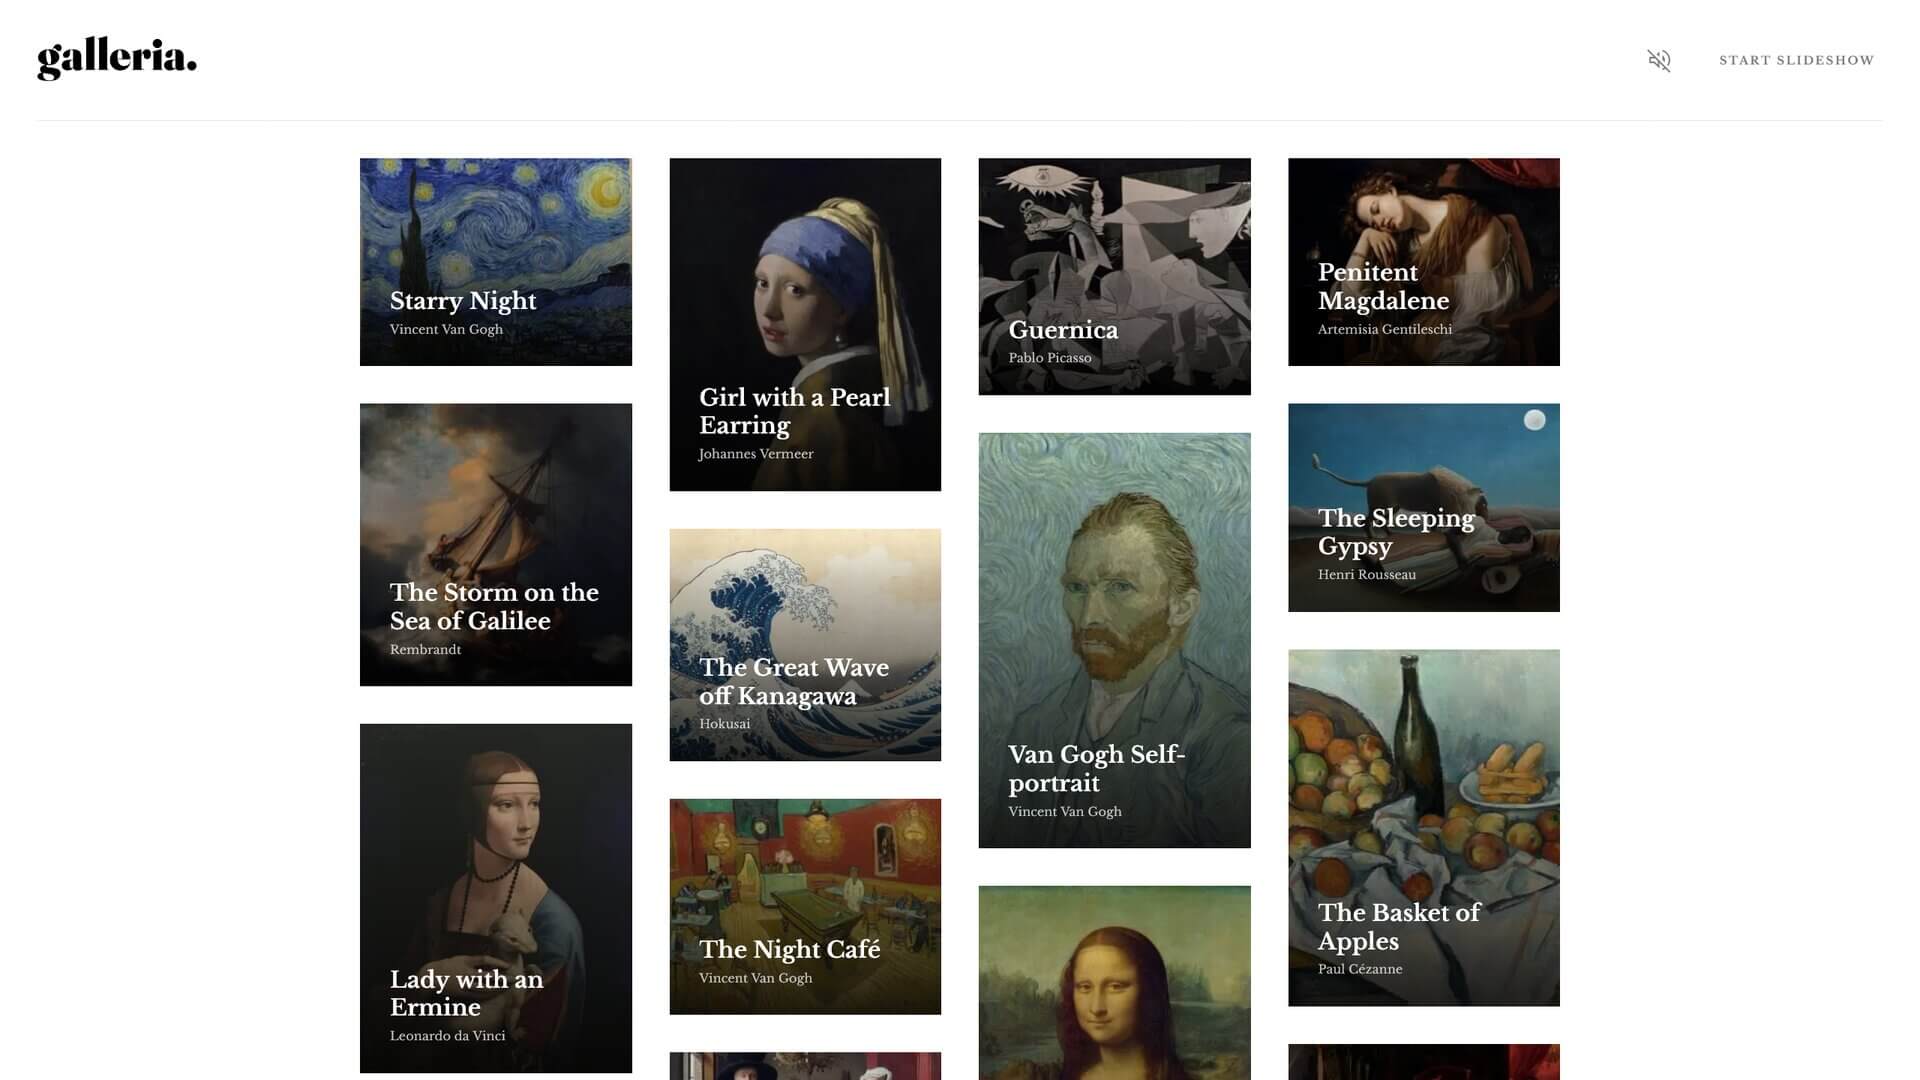 galleria.
START SLIDESHOW
Starry Night
Vincent Van Gogh
Girl with a Pearl
Earring
Johannes Vermeer
Guernica
Pablo Picasso
Penitent
Magdalene
Artemisia Gentileschi
The Storm on the
Sea of Galilee
Rembrandt
The Great Wave
off Kanagawa
Hokusai
Van Gogh Self-
portrait
Vincent Van Gogh
The Sleeping
Gypsy
Henri Rousseau
Lady with an
Ermine
Leonardo da Vinci
The Night Café
Vincent Van Gogh
The Basket of
Apples
Paul Cézanne